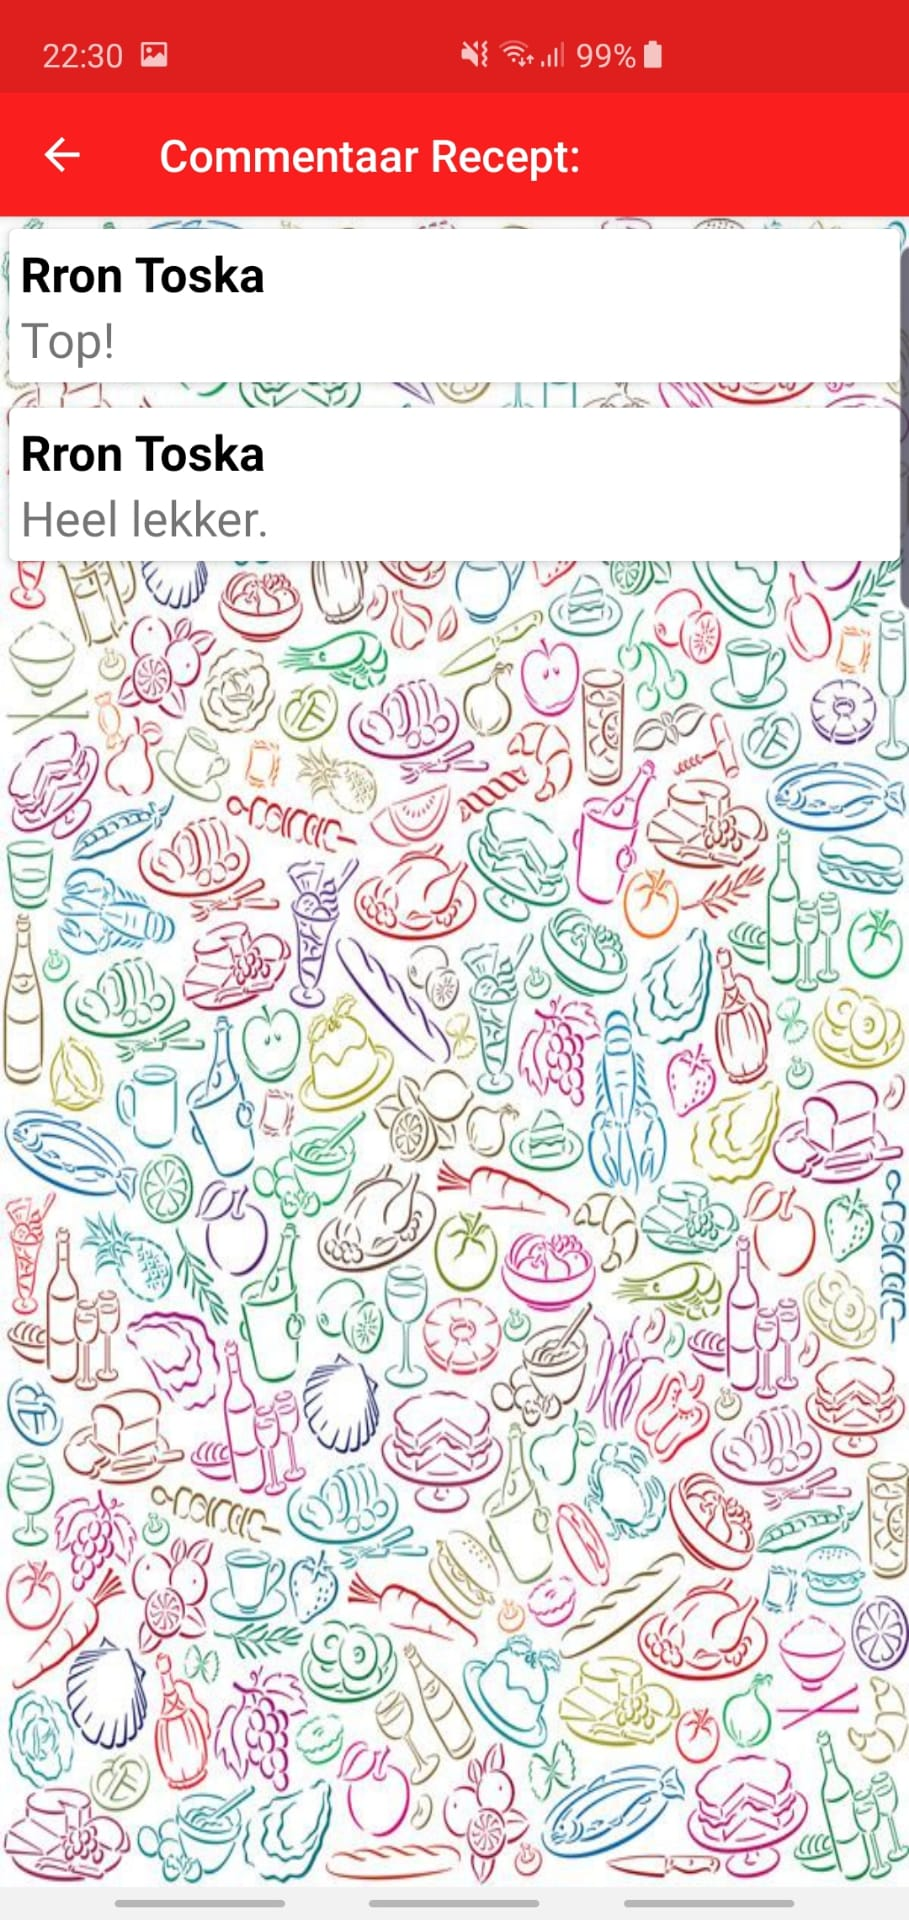 22:30 99%
Commentaar Recept:
Rron Toska
Top!
Rron Toska
Heel lekker.